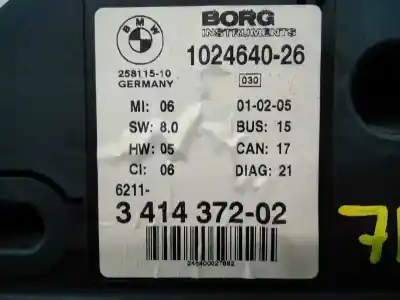 BMW
BORG
INSTRUMENTS
1024640-26
258115-10
GERMANY
030
MI: 06
01-02-05
SW: 8.0
BUS: 15
HW: 05
CAN: 17
CI: 06
DIAG: 21
6211-
3 414 372-02